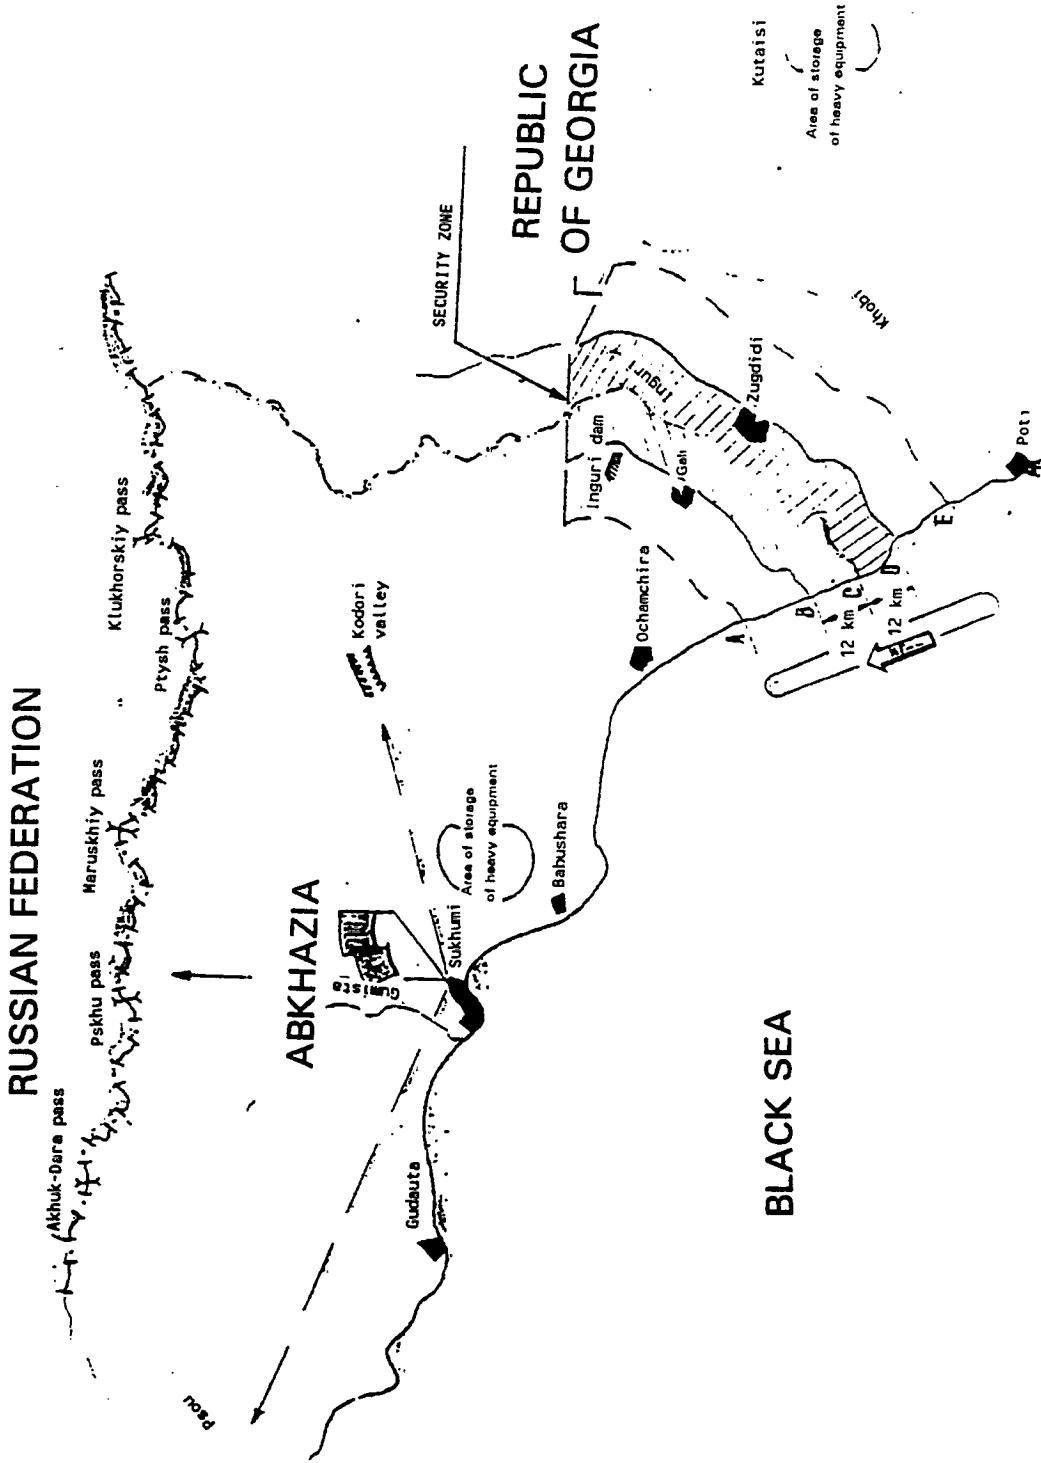 RUSSIAN FEDERATION
Akhuk-Dara pass
Pskhu pass
Maruskhiy pass
Ptysh pass
Klukhorskiy pass
Psou
ABKHAZIA
Gumista
Sukhumi
Gudauta
Area of storage
of heavy equipment
Kodori
valley
Babushara
Ochamchira
SECURITY ZONE
REPUBLIC
OF GEORGIA
Inguri dam
Inguri
Gali
Zugdidi
Khobi
Kutaisi
Area of storage
of heavy equipment
A
B
C
D
E
12 km
12 km
Poti
BLACK SEA